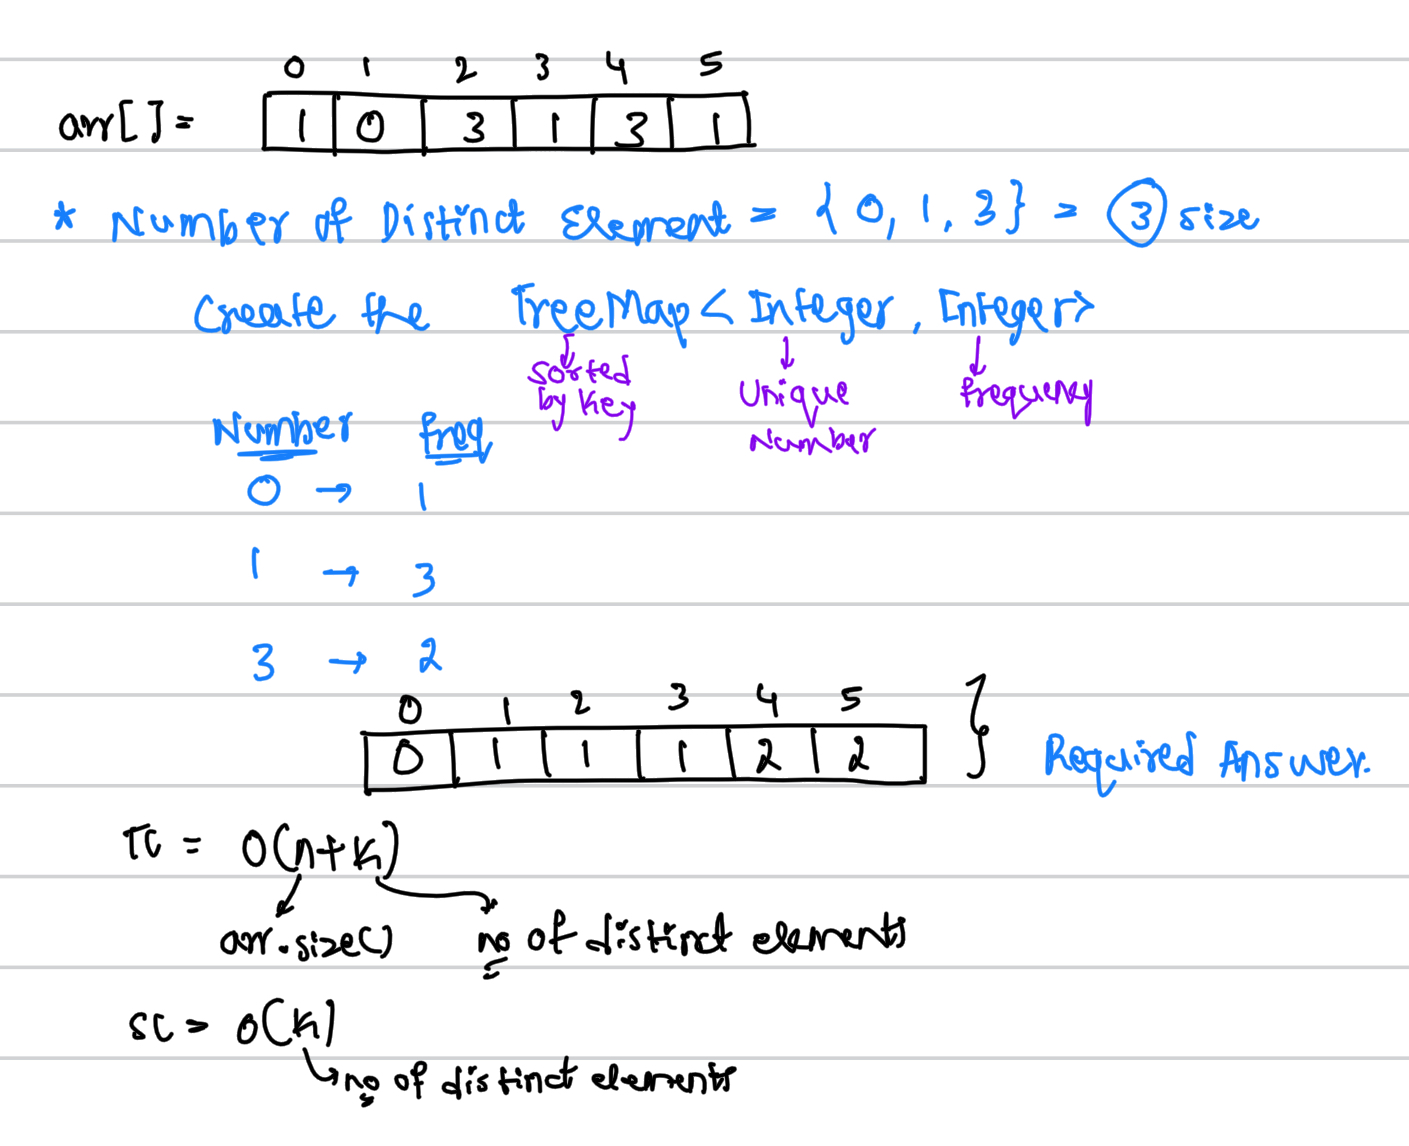 0 1 2 3 4 5
arr[] = 1 0 3 1 3 1
* Number of Distinct Element = { 0, 1, 3 } = 3 size
Create the TreeMap < Integer, Integer>
Sorted by Key
Unique Number
frequency
Number freq
0 → 1
1 → 3
3 → 2
0 1 2 3 4 5
0 1 1 1 2 2 } Required Answer.
TC = O(n+k)
arr.size() no of distinct elements
SC = O(k)
no of distinct elements